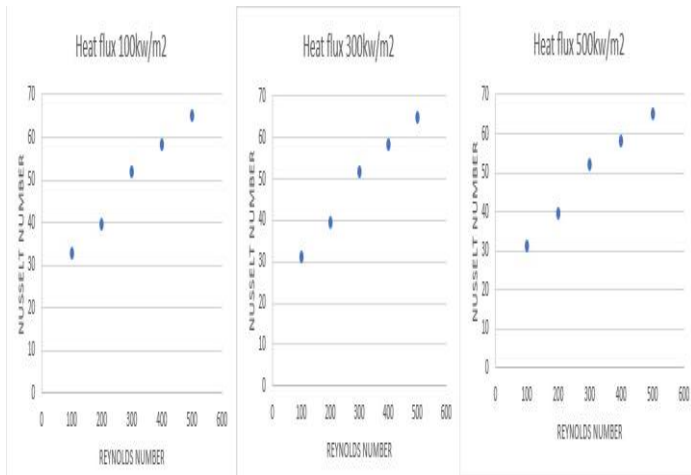 Heat flux 100kw/m2
NUSSELT NUMBER
70
60
50
40
30
20
10
0
0 100 200 300 400 500 600
REYNOLDS NUMBER
Heat flux 300kw/m2
NUSSELT NUMBER
70
60
50
40
30
20
10
0
0 100 200 300 400 500 600
REYNOLDS NUMBER
Heat flux 500kw/m2
NUSSELT NUMBER
70
60
50
40
30
20
10
0
0 100 200 300 400 500 600
REYNOLDS NUMBER